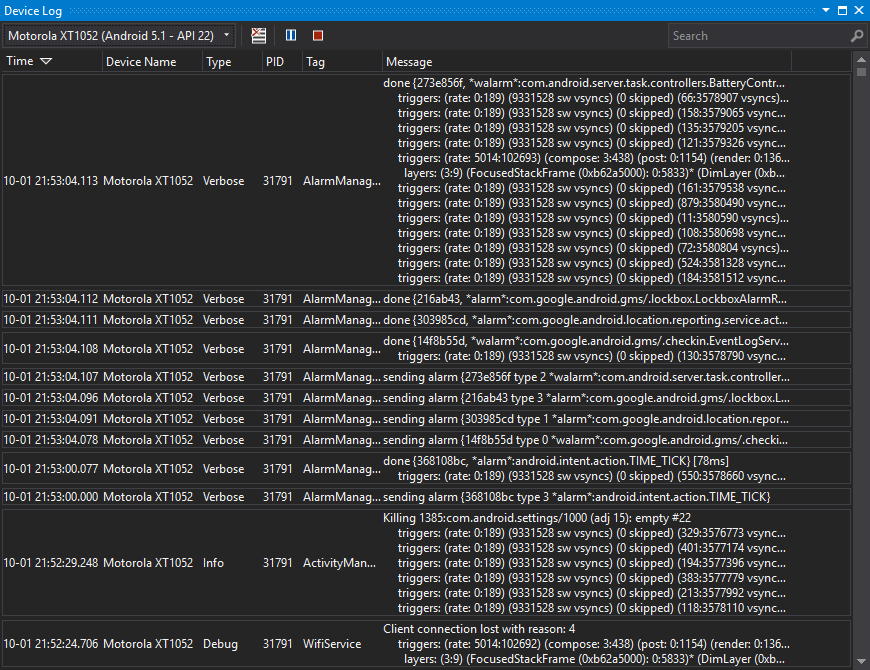 Device Log
Motorola XT1052 (Android 5.1 - API 22)
Search
Time Device Name Type PID Tag Message
10-01 21:53:04.113 Motorola XT1052 Verbose 31791 AlarmManag... done {273e856f, *walarm*:com.android.server.task.controllers.BatteryContr...
triggers: (rate: 0:189) (9331528 sw vsyncs) (0 skipped) (66:3578907 vsyncs)...
triggers: (rate: 0:189) (9331528 sw vsyncs) (0 skipped) (158:3579065 vsync...
triggers: (rate: 0:189) (9331528 sw vsyncs) (0 skipped) (135:3579205 vsync...
triggers: (rate: 0:189) (9331528 sw vsyncs) (0 skipped) (121:3579326 vsync...
triggers: (rate: 5014:102693) (compose: 3:438) (post: 0:1154) (render: 0:136...
layers: (3:9) (FocusedStackFrame (0xb62a5000): 0:5833)* (DimLayer (0xb...
triggers: (rate: 0:189) (9331528 sw vsyncs) (0 skipped) (161:3579538 vsync...
triggers: (rate: 0:189) (9331528 sw vsyncs) (0 skipped) (879:3580490 vsync...
triggers: (rate: 0:189) (9331528 sw vsyncs) (0 skipped) (11:3580590 vsyncs)...
triggers: (rate: 0:189) (9331528 sw vsyncs) (0 skipped) (108:3580698 vsync...
triggers: (rate: 0:189) (9331528 sw vsyncs) (0 skipped) (72:3580804 vsyncs)...
triggers: (rate: 0:189) (9331528 sw vsyncs) (0 skipped) (524:3581328 vsync...
triggers: (rate: 0:189) (9331528 sw vsyncs) (0 skipped) (184:3581512 vsync...
10-01 21:53:04.112 Motorola XT1052 Verbose 31791 AlarmManag... done {216ab43, *alarm*:com.google.android.gms/.lockbox.LockboxAlarmR...
10-01 21:53:04.111 Motorola XT1052 Verbose 31791 AlarmManag... done {303985cd, *alarm*:com.google.android.location.reporting.service.act...
10-01 21:53:04.108 Motorola XT1052 Verbose 31791 AlarmManag... done {14f8b55d, *walarm*:com.google.android.gms/.checkin.EventLogServ...
triggers: (rate: 0:189) (9331528 sw vsyncs) (0 skipped) (130:3578790 vsync...
10-01 21:53:04.107 Motorola XT1052 Verbose 31791 AlarmManag... sending alarm {273e856f type 2 *walarm*:com.android.server.task.controller...
10-01 21:53:04.096 Motorola XT1052 Verbose 31791 AlarmManag... sending alarm {216ab43 type 3 *alarm*:com.google.android.gms/.lockbox.L...
10-01 21:53:04.091 Motorola XT1052 Verbose 31791 AlarmManag... sending alarm {303985cd type 1 *alarm*:com.google.android.location.repor...
10-01 21:53:04.078 Motorola XT1052 Verbose 31791 AlarmManag... sending alarm {14f8b55d type 0 *walarm*:com.google.android.gms/.checki...
10-01 21:53:00.077 Motorola XT1052 Verbose 31791 AlarmManag... done {368108bc, *alarm*:android.intent.action.TIME_TICK} [78ms]
triggers: (rate: 0:189) (9331528 sw vsyncs) (0 skipped) (550:3578660 vsync...
10-01 21:53:00.000 Motorola XT1052 Verbose 31791 AlarmManag... sending alarm {368108bc type 3 *alarm*:android.intent.action.TIME_TICK}
10-01 21:52:29.248 Motorola XT1052 Info 31791 ActivityMan... Killing 1385:com.android.settings/1000 (adj 15): empty #22
triggers: (rate: 0:189) (9331528 sw vsyncs) (0 skipped) (329:3576773 vsync...
triggers: (rate: 0:189) (9331528 sw vsyncs) (0 skipped) (401:3577174 vsync...
triggers: (rate: 0:189) (9331528 sw vsyncs) (0 skipped) (194:3577396 vsync...
triggers: (rate: 0:189) (9331528 sw vsyncs) (0 skipped) (383:3577779 vsync...
triggers: (rate: 0:189) (9331528 sw vsyncs) (0 skipped) (213:3577992 vsync...
triggers: (rate: 0:189) (9331528 sw vsyncs) (0 skipped) (118:3578110 vsync...
10-01 21:52:24.706 Motorola XT1052 Debug 31791 WifiService Client connection lost with reason: 4
triggers: (rate: 5014:102693) (compose: 3:438) (post: 0:1154) (render: 0:136...
layers: (3:9) (FocusedStackFrame (0xb62a5000): 0:5833)* (DimLayer (0xb...